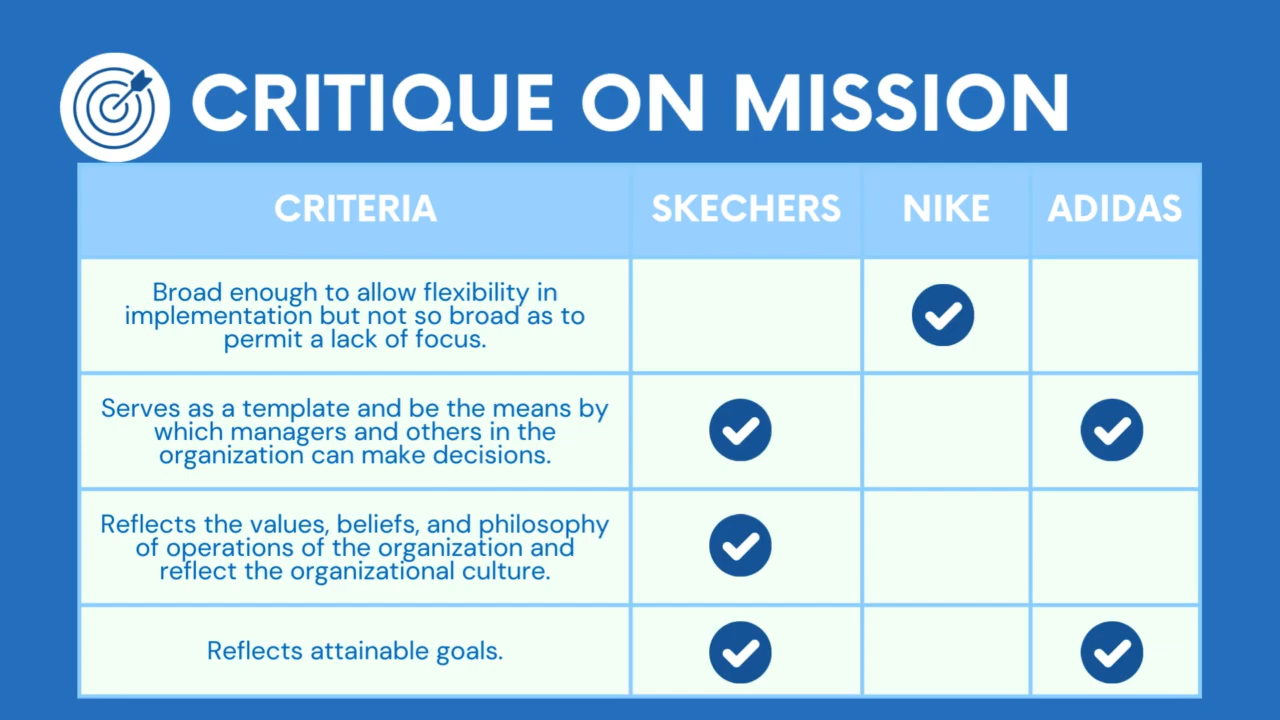 CRITIQUE ON MISSION
CRITERIA
SKECHERS
NIKE
ADIDAS
Broad enough to allow flexibility in
implementation but not so broad as to
permit a lack of focus.
Serves as a template and be the means by
which managers and others in the
organization can make decisions.
Reflects the values, beliefs, and philosophy
of operations of the organization and
reflect the organizational culture.
Reflects attainable goals.